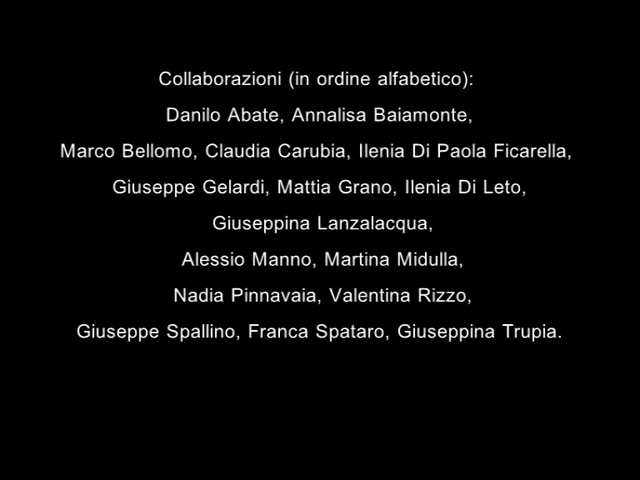 Collaborazioni (in ordine alfabetico):
Danilo Abate, Annalisa Baiamonte,
Marco Bellomo, Claudia Carubia, Ilenia Di Paola Ficarella,
Giuseppe Gelardi, Mattia Grano, Ilenia Di Leto,
Giuseppina Lanzalacqua,
Alessio Manno, Martina Midulla,
Nadia Pinnavaia, Valentina Rizzo,
Giuseppe Spallino, Franca Spataro, Giuseppina Trupia.